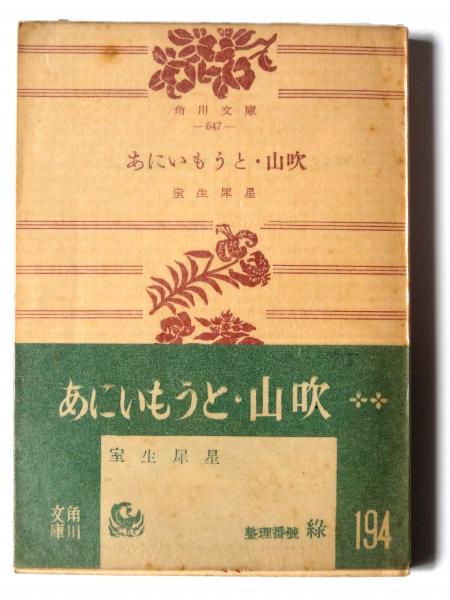 角川文庫
—647—
あにいもうと・山吹
室生犀星
あにいもうと・山吹
室生犀星
角川文庫
整理番號 綠 194